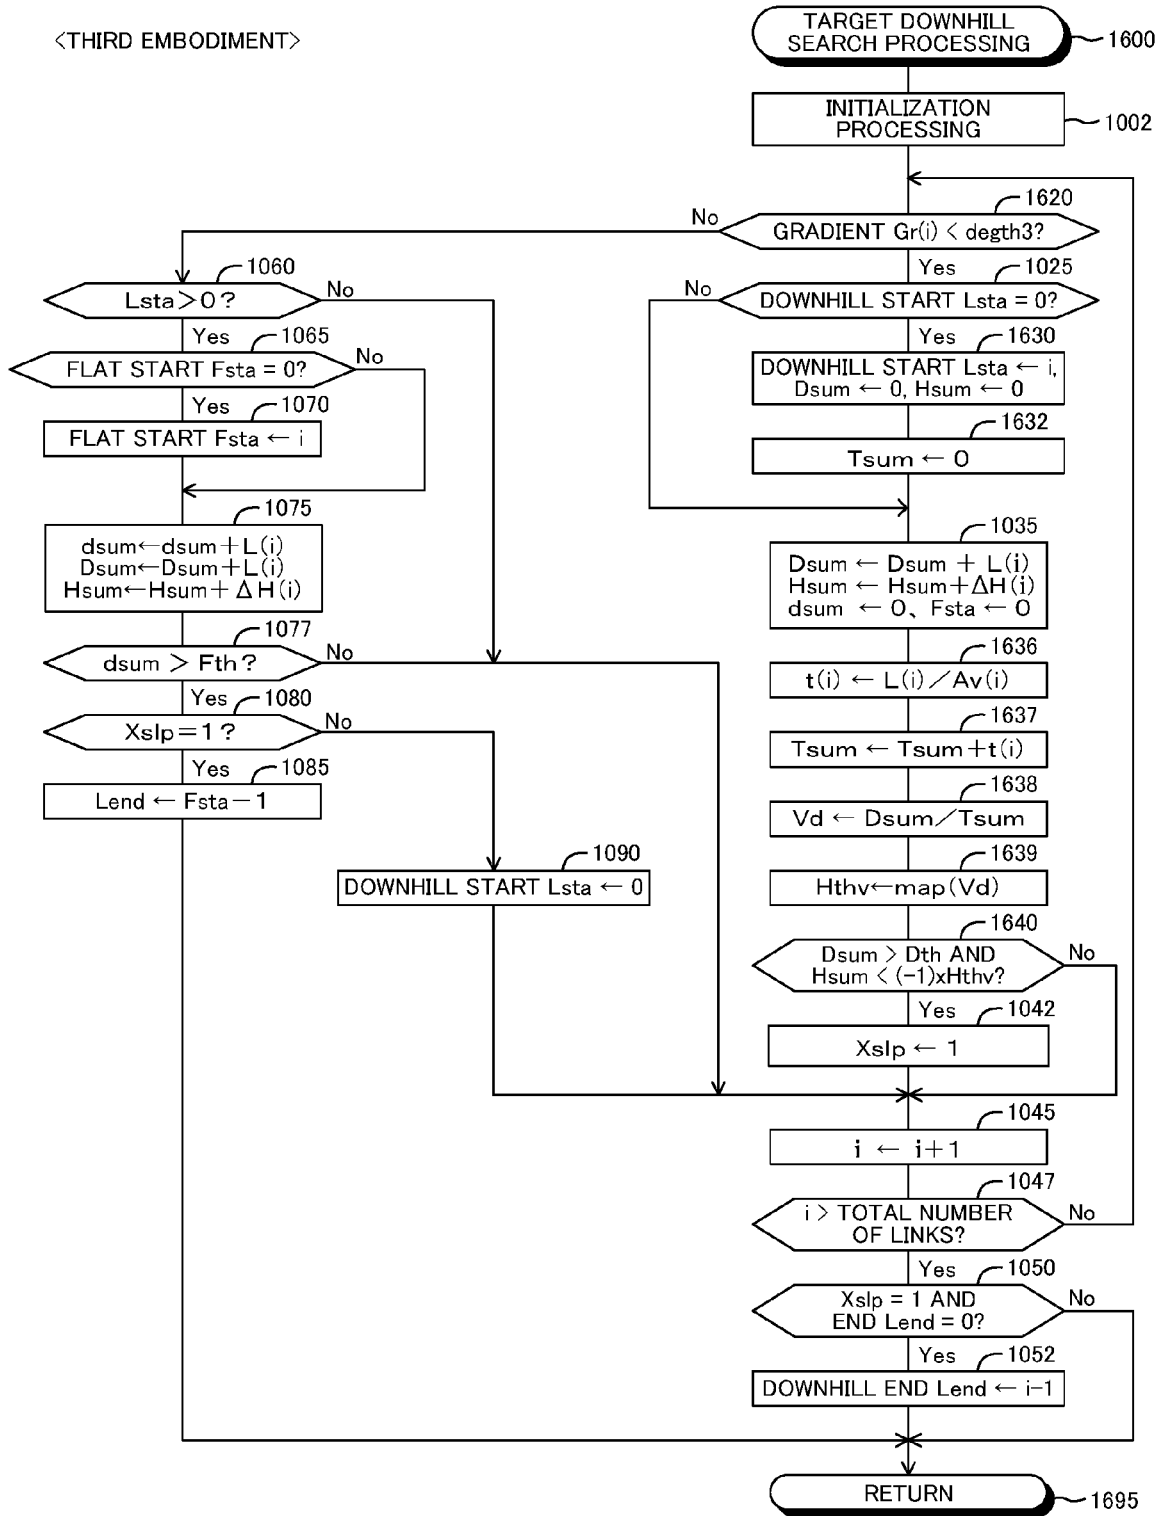 <THIRD EMBODIMENT>
TARGET DOWNHILL
SEARCH PROCESSING
1600
INITIALIZATION
PROCESSING
1002
1620
GRADIENT Gr(i) < degth3?
No
Yes
1060
Lsta>0?
No
Yes
1025
DOWNHILL START Lsta = 0?
No
Yes
1065
FLAT START Fsta = 0?
No
Yes
1630
DOWNHILL START Lsta ← i,
Dsum ← 0, Hsum ← 0
1070
FLAT START Fsta ← i
1632
Tsum ← 0
1075
dsum←dsum+L(i)
Dsum←Dsum+L(i)
Hsum←Hsum+ΔH(i)
1035
Dsum ← Dsum + L(i)
Hsum ← Hsum+ΔH(i)
dsum ← 0、Fsta ← 0
1077
dsum > Fth?
No
Yes
1636
t(i) ← L(i)/Av(i)
1080
Xslp=1?
No
Yes
1637
Tsum ← Tsum+t(i)
1085
Lend ← Fsta-1
1638
Vd ← Dsum/Tsum
1090
DOWNHILL START Lsta ← 0
1639
Hthv←map(Vd)
1640
Dsum > Dth AND
Hsum < (-1)xHthv?
No
Yes
1042
Xslp ← 1
1045
i ← i+1
1047
i > TOTAL NUMBER
OF LINKS?
No
Yes
1050
Xslp = 1 AND
END Lend = 0?
No
Yes
1052
DOWNHILL END Lend ← i-1
RETURN
1695